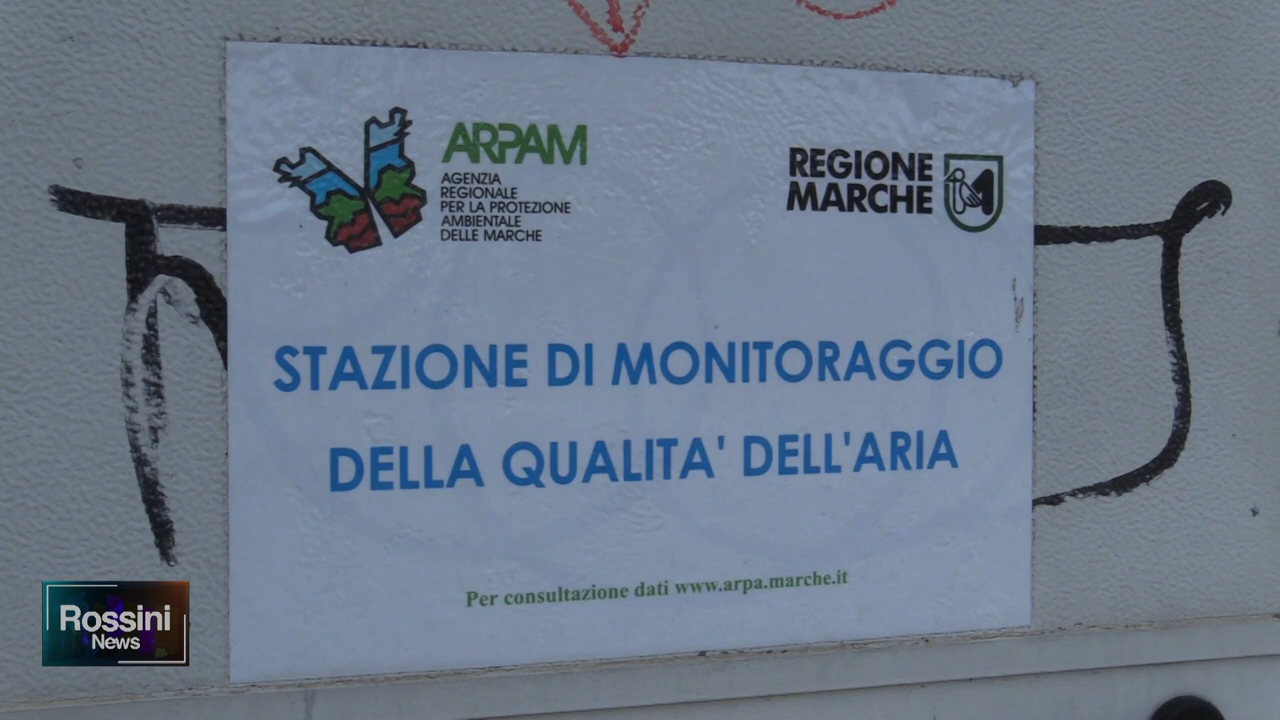 ARPAM
AGENZIA
REGIONALE
PER LA PROTEZIONE
AMBIENTALE
DELLE MARCHE
REGIONE
MARCHE
STAZIONE DI MONITORAGGIO
DELLA QUALITA' DELL'ARIA
Per consultazione dati www.arpa.marche.it
Rossini
News